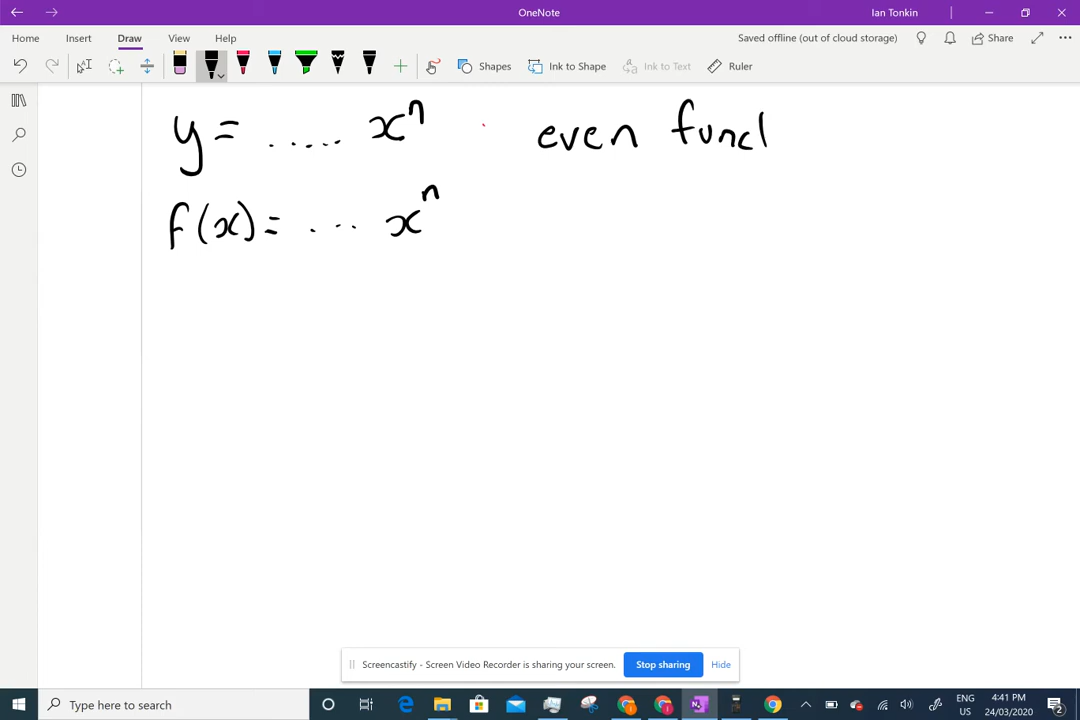 OneNote
Ian Tonkin
Home Insert Draw View Help
Saved offline (out of cloud storage)
Share
Shapes
Ink to Shape
Ink to Text
Ruler
y = ..... xⁿ even funcl
f(x) = ... xⁿ
Screencastify - Screen Video Recorder is sharing your screen.
Stop sharing
Hide
Type here to search
ENG
US
4:41 PM
24/03/2020
2